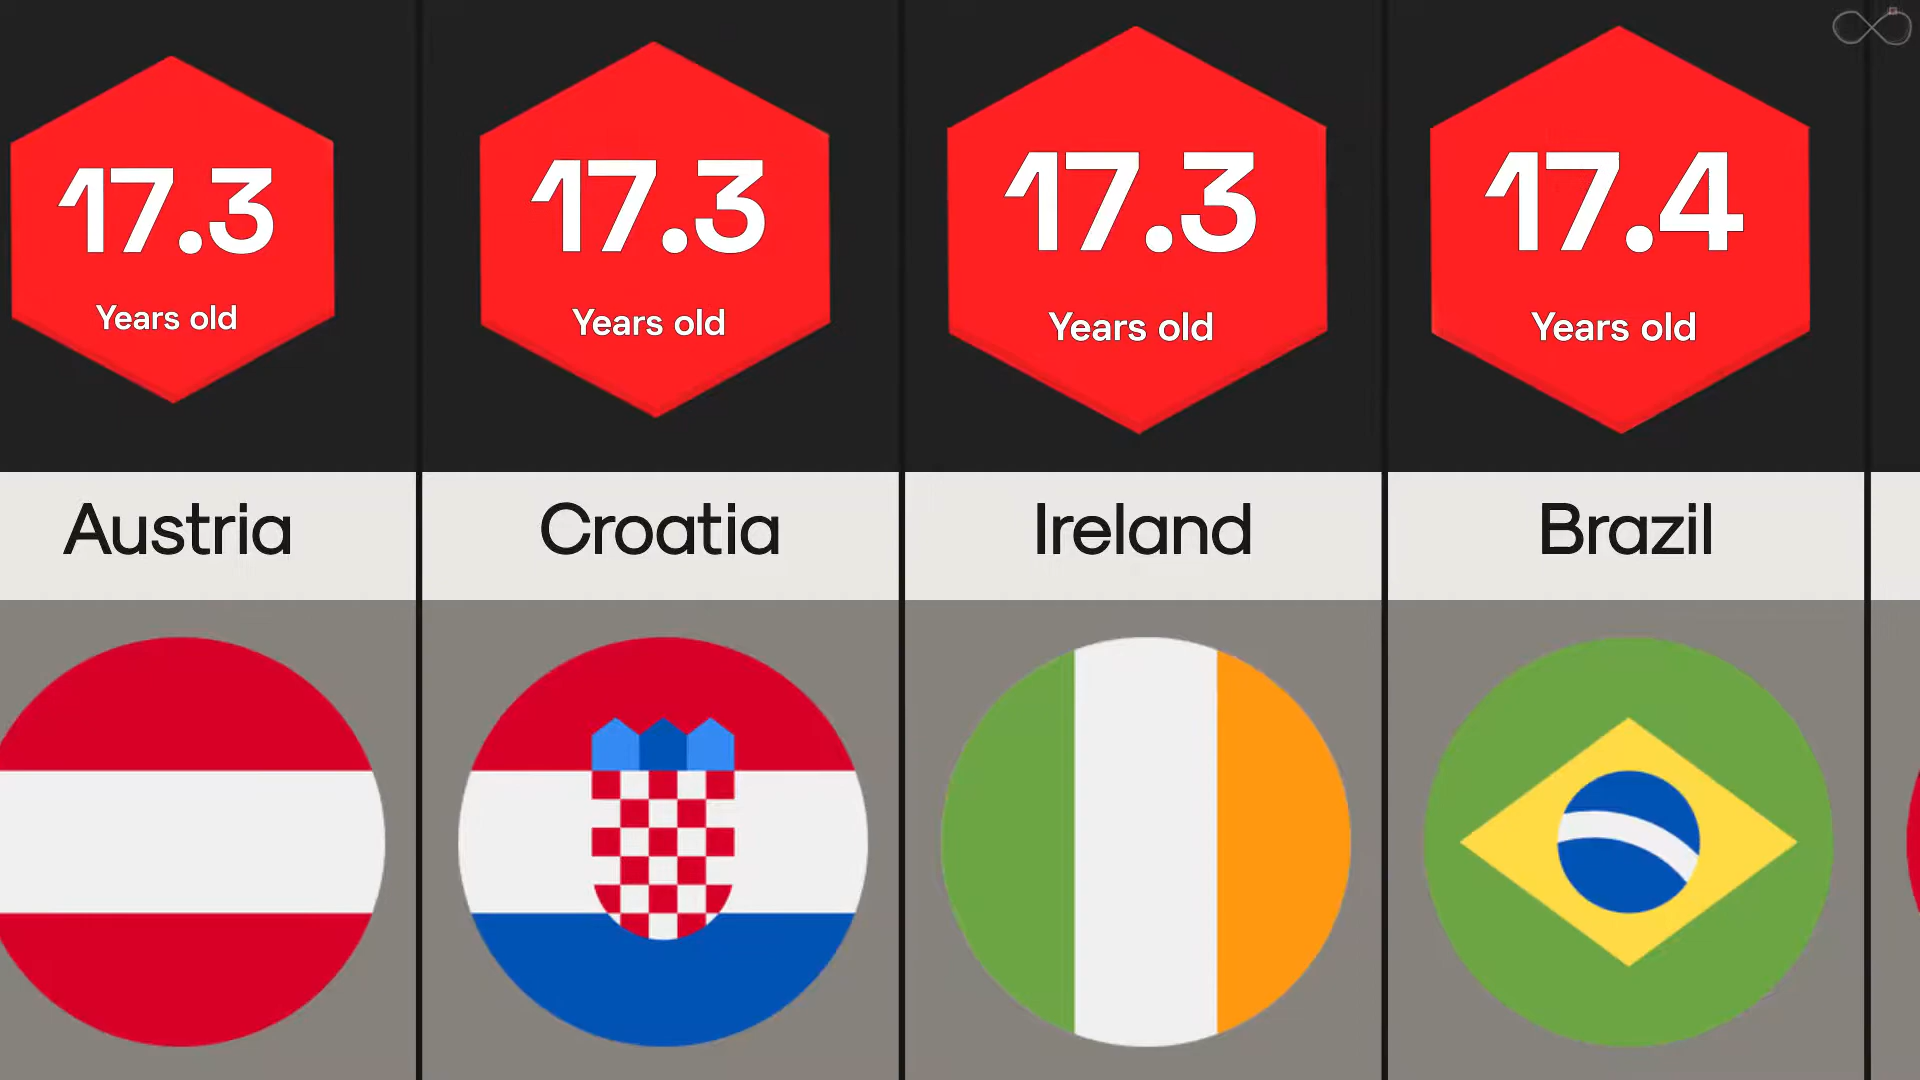 17.3
Years old
Austria
17.3
Years old
Croatia
17.3
Years old
Ireland
17.4
Years old
Brazil